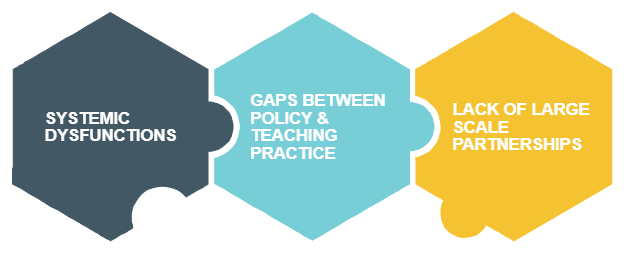 SYSTEMIC
DYSFUNCTIONS
GAPS BETWEEN
POLICY &
TEACHING
PRACTICE
LACK OF LARGE
SCALE
PARTNERSHIPS